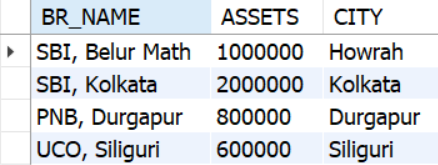 BR_NAME ASSETS CITY
SBI, Belur Math 1000000 Howrah
SBI, Kolkata 2000000 Kolkata
PNB, Durgapur 800000 Durgapur
UCO, Siliguri 600000 Siliguri